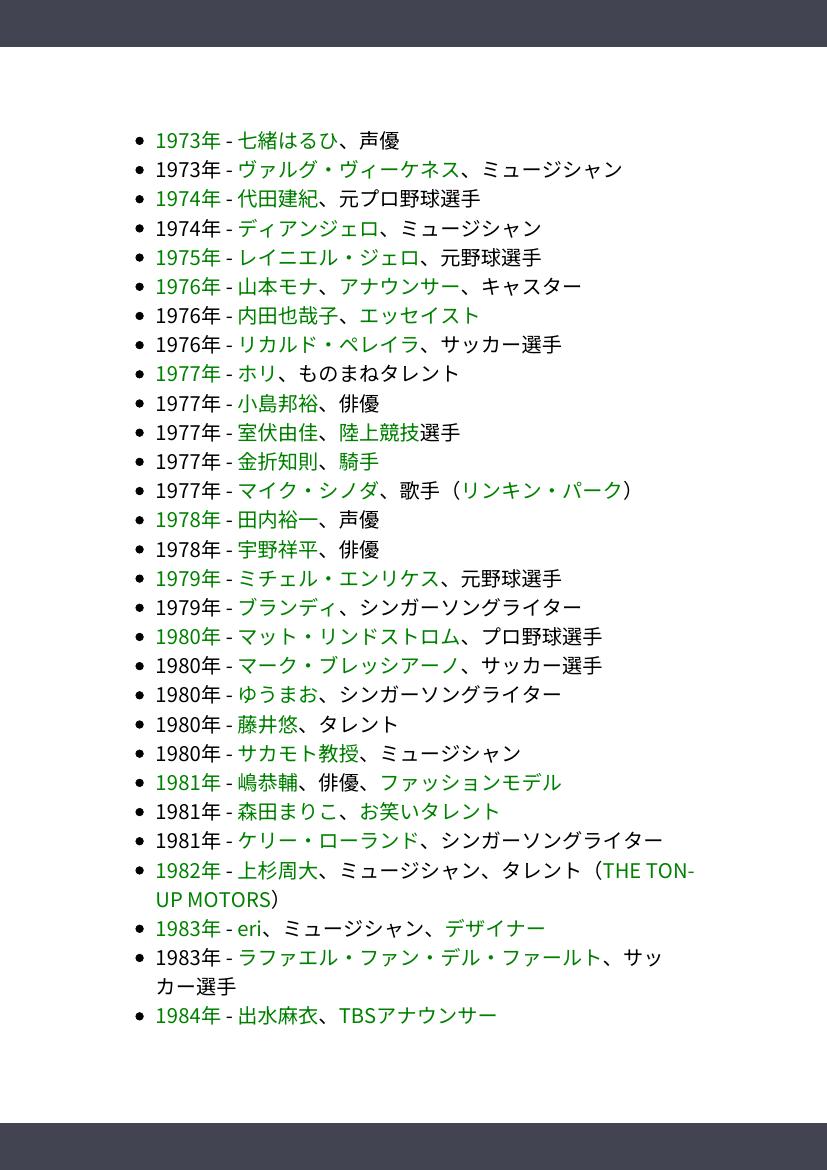 • 1973年 - 七緒はるひ、声優
• 1973年 - ヴァルグ・ヴィーケネス、ミュージシャン
• 1974年 - 代田建紀、元プロ野球選手
• 1974年 - ディアンジェロ、ミュージシャン
• 1975年 - レイニエル・ジェロ、元野球選手
• 1976年 - 山本モナ、アナウンサー、キャスター
• 1976年 - 内田也哉子、エッセイスト
• 1976年 - リカルド・ペレイラ、サッカー選手
• 1977年 - ホリ、ものまねタレント
• 1977年 - 小島邦裕、俳優
• 1977年 - 室伏由佳、陸上競技選手
• 1977年 - 金折知則、騎手
• 1977年 - マイク・シノダ、歌手（リンキン・パーク）
• 1978年 - 田内裕一、声優
• 1978年 - 宇野祥平、俳優
• 1979年 - ミチェル・エンリケス、元野球選手
• 1979年 - ブランディ、シンガーソングライター
• 1980年 - マット・リンドストロム、プロ野球選手
• 1980年 - マーク・ブレッシアーノ、サッカー選手
• 1980年 - ゆうまお、シンガーソングライター
• 1980年 - 藤井悠、タレント
• 1980年 - サカモト教授、ミュージシャン
• 1981年 - 嶋恭輔、俳優、ファッションモデル
• 1981年 - 森田まりこ、お笑いタレント
• 1981年 - ケリー・ローランド、シンガーソングライター
• 1982年 - 上杉周大、ミュージシャン、タレント（THE TON-
UP MOTORS）
• 1983年 - eri、ミュージシャン、デザイナー
• 1983年 - ラファエル・ファン・デル・ファールト、サッ
カー選手
• 1984年 - 出水麻衣、TBSアナウンサー